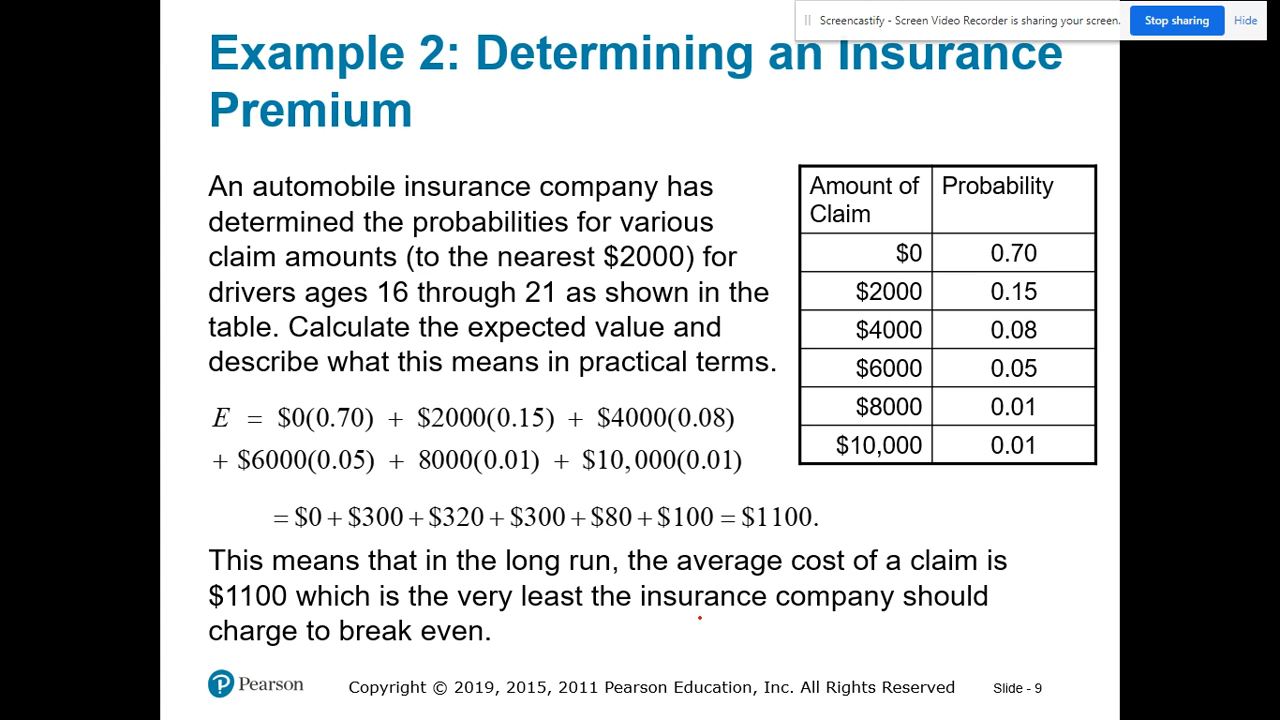 Screencastify - Screen Video Recorder is sharing your screen. Stop sharing Hide
Example 2: Determining an Insurance
Premium
An automobile insurance company has
determined the probabilities for various
claim amounts (to the nearest $2000) for
drivers ages 16 through 21 as shown in the
table. Calculate the expected value and
describe what this means in practical terms.
Amount of Claim Probability
$0 0.70
$2000 0.15
$4000 0.08
$6000 0.05
$8000 0.01
$10,000 0.01
E = $0(0.70) + $2000(0.15) + $4000(0.08)
+ $6000(0.05) + 8000(0.01) + $10,000(0.01)
= $0 + $300 + $320 + $300 + $80 + $100 = $1100.
This means that in the long run, the average cost of a claim is
$1100 which is the very least the insurance company should
charge to break even.
P Pearson Copyright © 2019, 2015, 2011 Pearson Education, Inc. All Rights Reserved Slide - 9